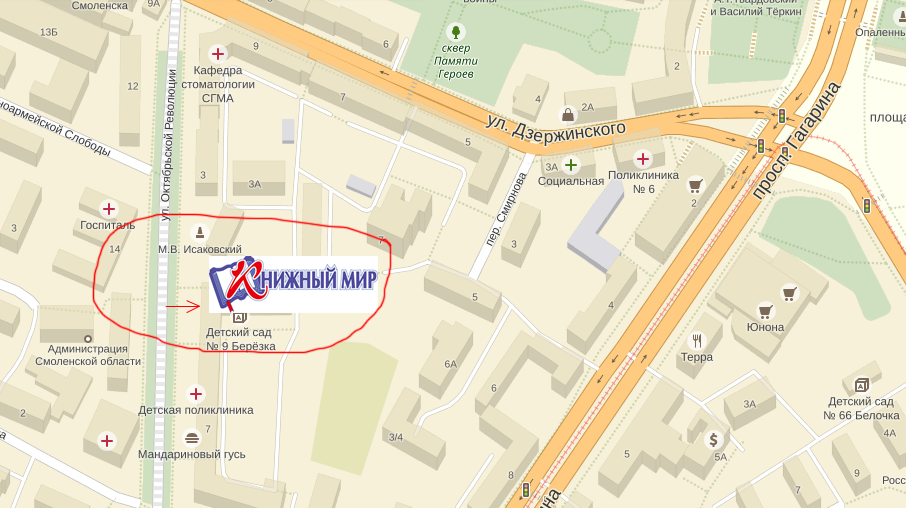 Смоленска
9А
13Б
12
войны
А.Т. Твардовский
и Василий Тёркин
Опаленны
9
6
Кафедра
стоматологии
СГМА
7
сквер
Памяти
Героев
2
4
2А
ул. Дзержинского
площа
просп. Гагарина
ноармейской Слободы
ул. Октябрьской Революции
3
3А
5
3А
Социальная
Поликлиника
№ 6
2
пер. Смирнова
3
Госпиталь
3
14
М.В. Исаковский
7
КНИЖНЫЙ МИР
Детский сад
№ 9 Берёзка
5
4
Юнона
Терра
Администрация
Смоленской области
6А
6
Детская поликлиника
2
7
Мандариновый гусь
3/4
8
3А
5
5А
Детский сад
№ 66 Белочка
4А
9
7
Росс
ина